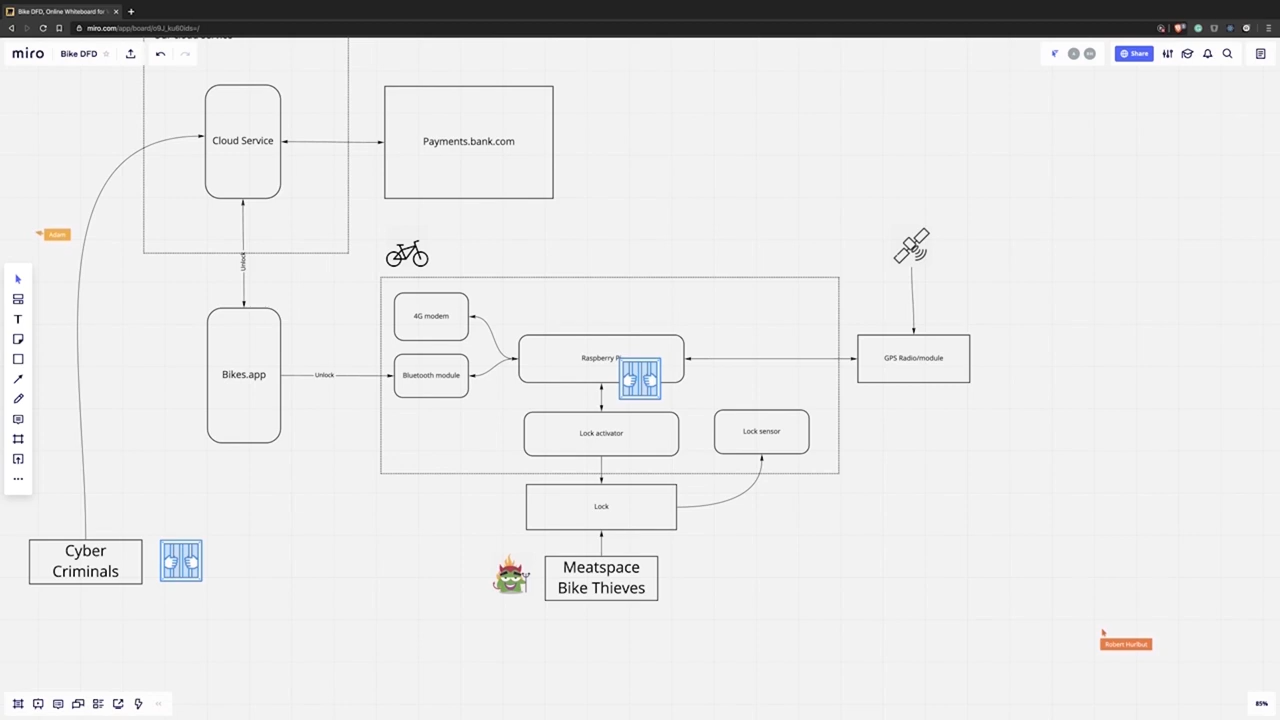 Bike DFD, Online Whiteboard for
miro.com/app/board/o9J_ku60ids=/
miro
Bike DFD
Share
Cloud Service
Payments.bank.com
Adam
Unlock
4G modem
Raspberry P
GPS Radio/module
Bikes.app
Unlock
Bluetooth module
Lock activator
Lock sensor
Lock
Cyber
Criminals
Meatspace
Bike Thieves
Robert Hurlbut
85%